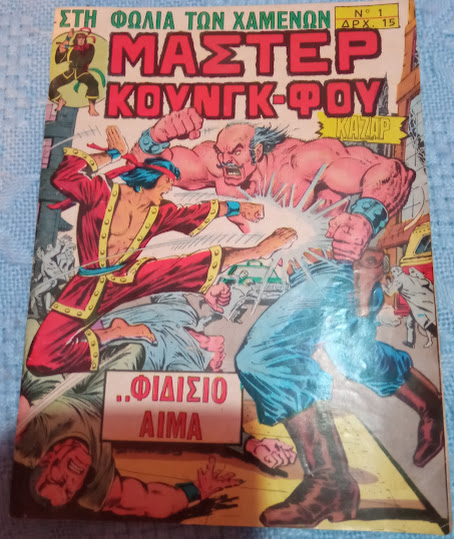 ΣΤΗ ΦΩΛΙΑ ΤΩΝ ΧΑΜΕΝΩΝ
Νο 1
ΔΡΧ. 15
ΜΑΣΤΕΡ
ΚΟΥΝΓΚ-ΦΟΥ
ΚΑΖΑΡ
..ΦΙΔΙΣΙΟ
ΑΙΜΑ